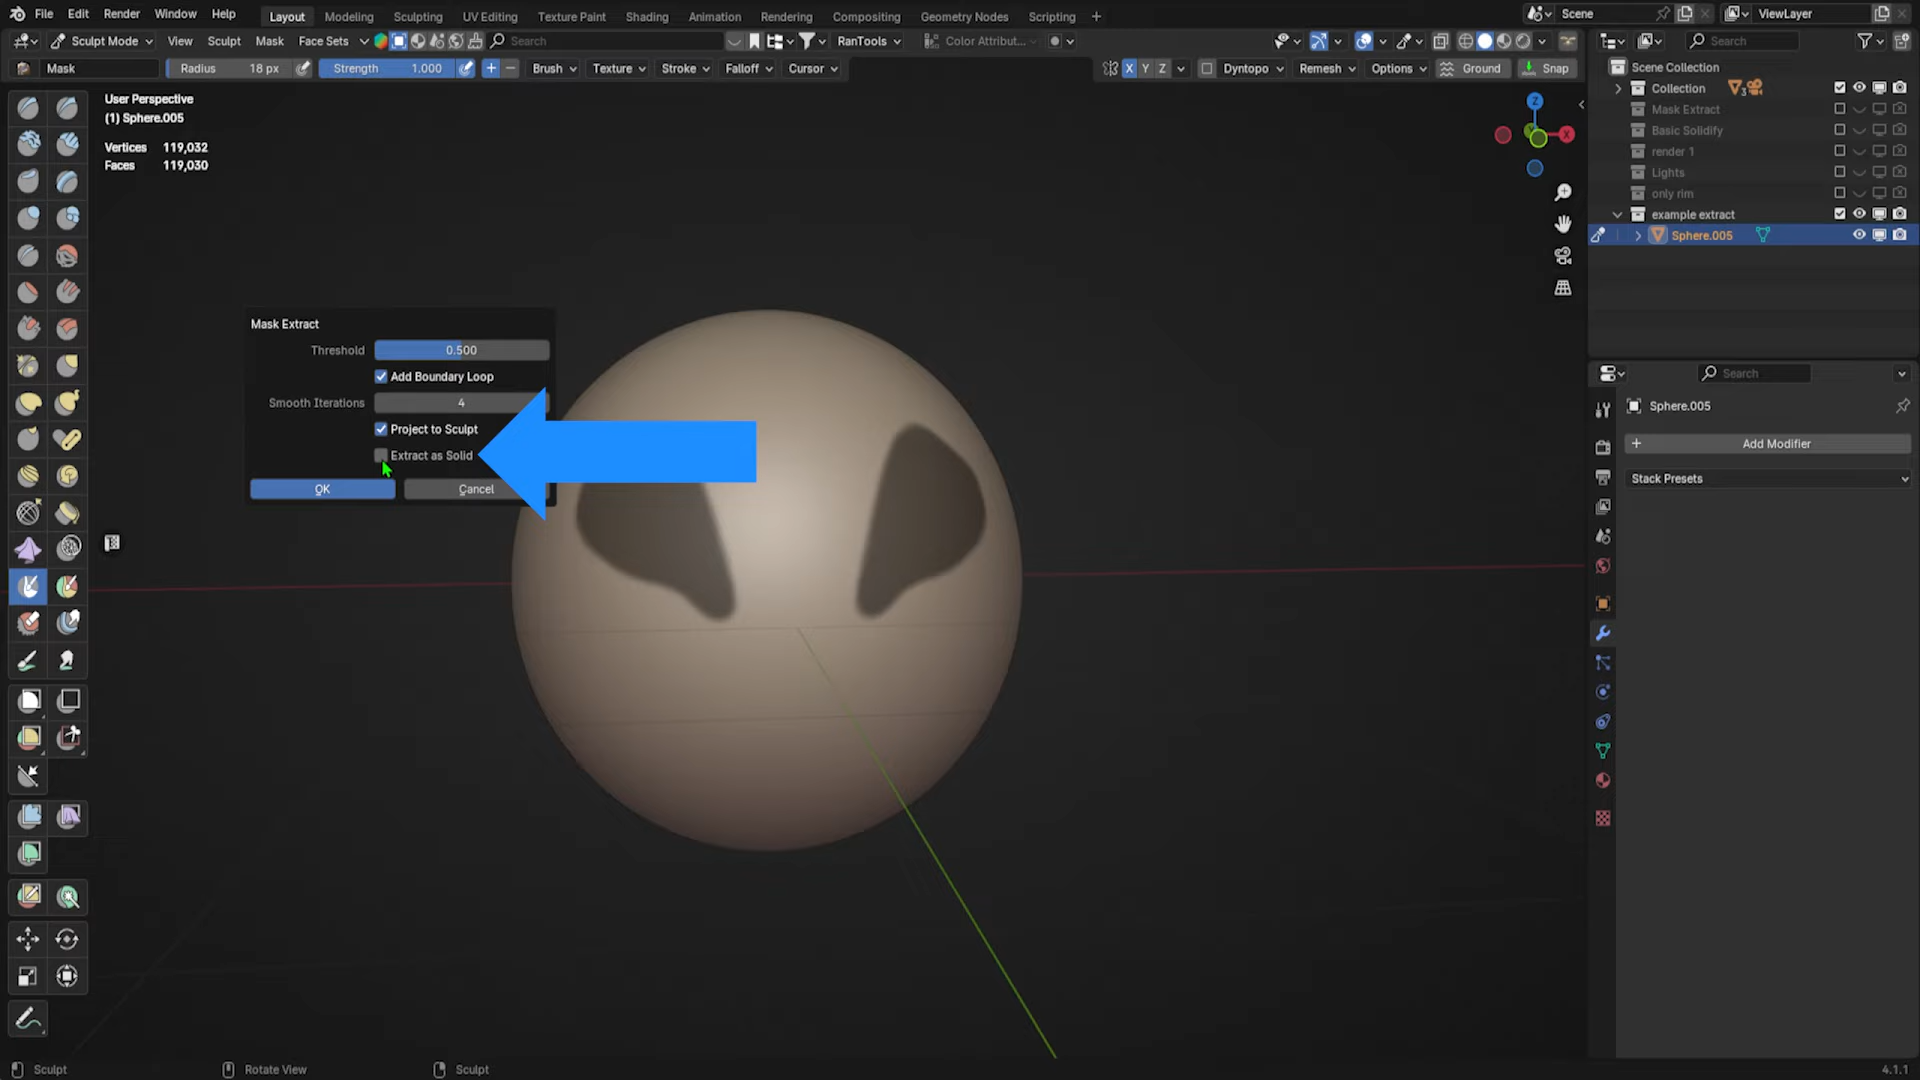 File Edit Render Window Help Layout Modeling Sculpting UV Editing Texture Paint Shading Animation Rendering Compositing Geometry Nodes Scripting + Scene ViewLayer
Sculpt Mode View Sculpt Mask Face Sets Search RanTools Color Attribut... Search
Mask Radius 18 px Strength 1.000 Brush Texture Stroke Falloff Cursor X Y Z Dyntopo Remesh Options Ground Snap
Scene Collection
Collection 3
Mask Extract
Basic Solidify
render 1
Lights
only rim
example extract
Sphere.005
User Perspective
(1) Sphere.005
Vertices 119,032
Faces 119,030
Z
X
Mask Extract
Threshold 0.500
Add Boundary Loop
Smooth Iterations 4
Project to Sculpt
Extract as Solid
OK Cancel
Search
Sphere.005
+ Add Modifier
Stack Presets
Sculpt Rotate View Sculpt 4.1.1